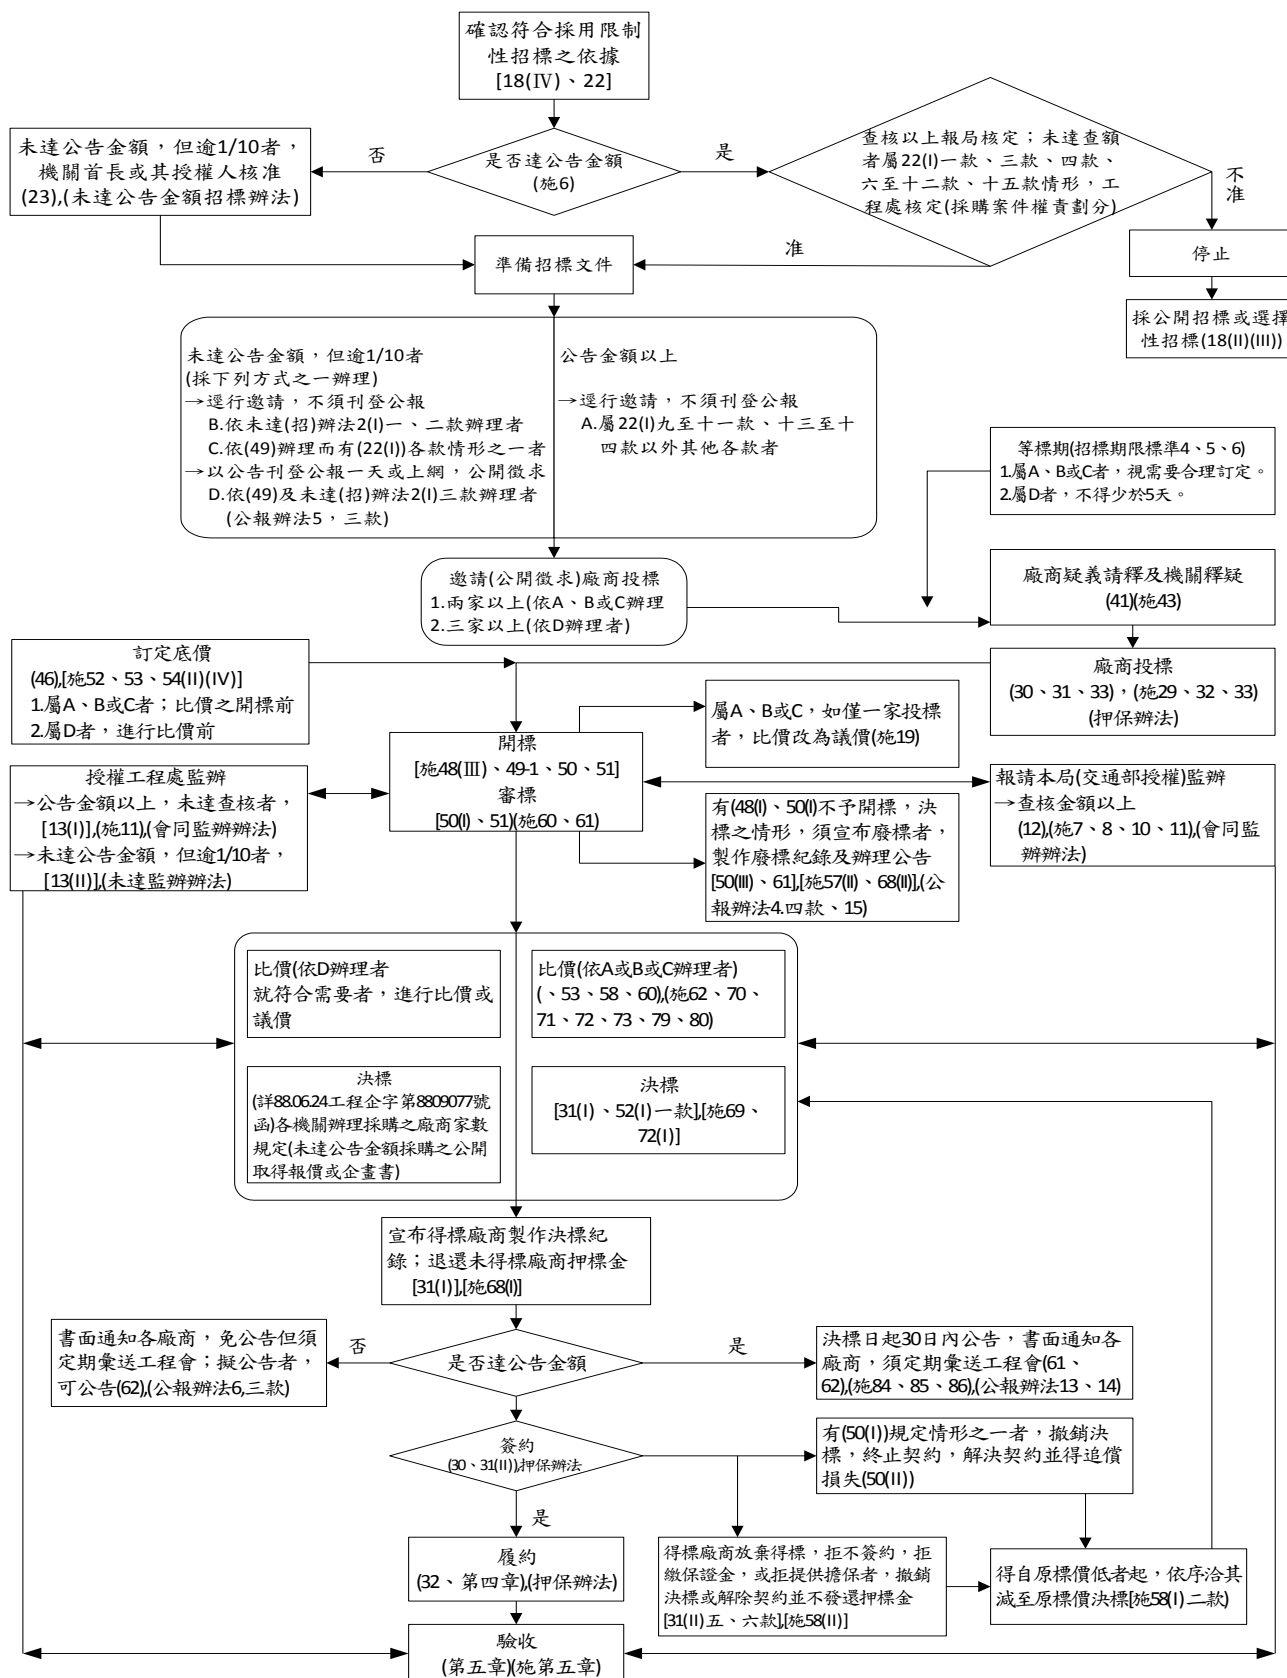 確認符合採用限制
性招標之依據
[18(IV)、22]
未達公告金額，但逾1/10者，
機關首長或其授權人核准
(23),(未達公告金額招標辦法)
否
是否達公告金額
(施6)
是
查核以上報局核定；未達查額
者屬22(I)一款、三款、四款、
六至十二款、十五款情形，工
程處核定(採購案件權責劃分)
不
准
准
準備招標文件
停止
採公開招標或選擇
性招標(18(II)(III))
未達公告金額，但逾1/10者
(採下列方式之一辦理)
→逕行邀請，不須刊登公報
B.依未達(招)辦法2(I)一、二款辦理者
C.依(49)辦理而有(22(I))各款情形之一者
→以公告刊登公報一天或上網，公開徵求
D.依(49)及未達(招)辦法2(I)三款辦理者
(公報辦法5，三款)
公告金額以上
→逕行邀請，不須刊登公報
A.屬22(I)九至十一款、十三至十
四款以外其他各款者
等標期(招標期限標準4、5、6)
1.屬A、B或C者，視需要合理訂定。
2.屬D者，不得少於5天。
邀請(公開徵求)廠商投標
1.兩家以上(依A、B或C辦理
2.三家以上(依D辦理者)
廠商疑義請釋及機關釋疑
(41)(施43)
訂定底價
(46),[施52、53、54(II)(IV)]
1.屬A、B或C者；比價之開標前
2.屬D者，進行比價前
廠商投標
(30、31、33)，(施29、32、33)
(押保辦法)
屬A、B或C，如僅一家投標
者，比價改為議價(施19)
開標
[施48(III)、49-1、50、51]
審標
[50(I)、51)(施60、61)
授權工程處監辦
→公告金額以上，未達查核者，
[13(I)],(施11),(會同監辦辦法)
→未達公告金額，但逾1/10者，
[13(II)],(未達監辦辦法)
報請本局(交通部授權)監辦
→查核金額以上
(12),(施7、8、10、11),(會同監
辦辦法)
有(48(I)、50(I)不予開標，決
標之情形，須宣布廢標者，
製作廢標紀錄及辦理公告
[50(III)、61],[施57(II)、68(II)],(公
報辦法4.四款、15)
比價(依D辦理者
就符合需要者，進行比價或
議價
比價(依A或B或C辦理者)
(、53、58、60),(施62、70、
71、72、73、79、80)
決標
(詳88.06.24工程企字第8809077號
函)各機關辦理採購之廠商家數
規定(未達公告金額採購之公開
取得報價或企畫書)
決標
[31(I)、52(I)一款],[施69、
72(I)]
宣布得標廠商製作決標紀
錄；退還未得標廠商押標金
[31(I)],[施68(I)]
書面通知各廠商，免公告但須
定期彙送工程會；擬公告者，
可公告(62),(公報辦法6,三款)
否
是否達公告金額
是
決標日起30日內公告，書面通知各
廠商，須定期彙送工程會(61、
62),(施84、85、86),(公報辦法13、14)
簽約
(30、31(II)),押保辦法
有(50(I))規定情形之一者，撤銷決
標，終止契約，解決契約並得追償
損失(50(II))
是
履約
(32、第四章),(押保辦法)
得標廠商放棄得標，拒不簽約，拒
繳保證金，或拒提供擔保者，撤銷
決標或解除契約並不發還押標金
[31(II)五、六款],[施58(II)]
得自原標價低者起，依序洽其
減至原標價決標[施58(I)二款)
驗收
(第五章)(施第五章)